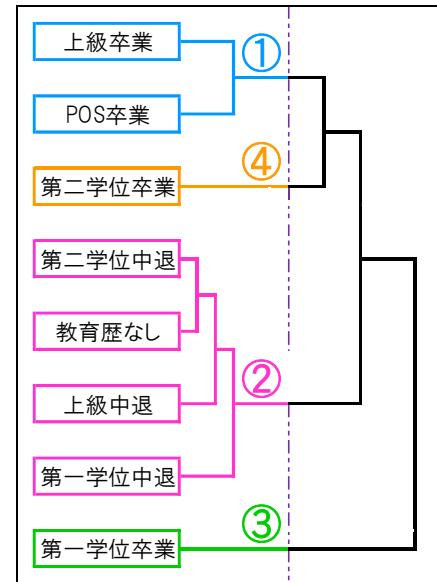 上級卒業
①
POS卒業
④
第二学位卒業
第二学位中退
教育歴なし
②
上級中退
第一学位中退
③
第一学位卒業